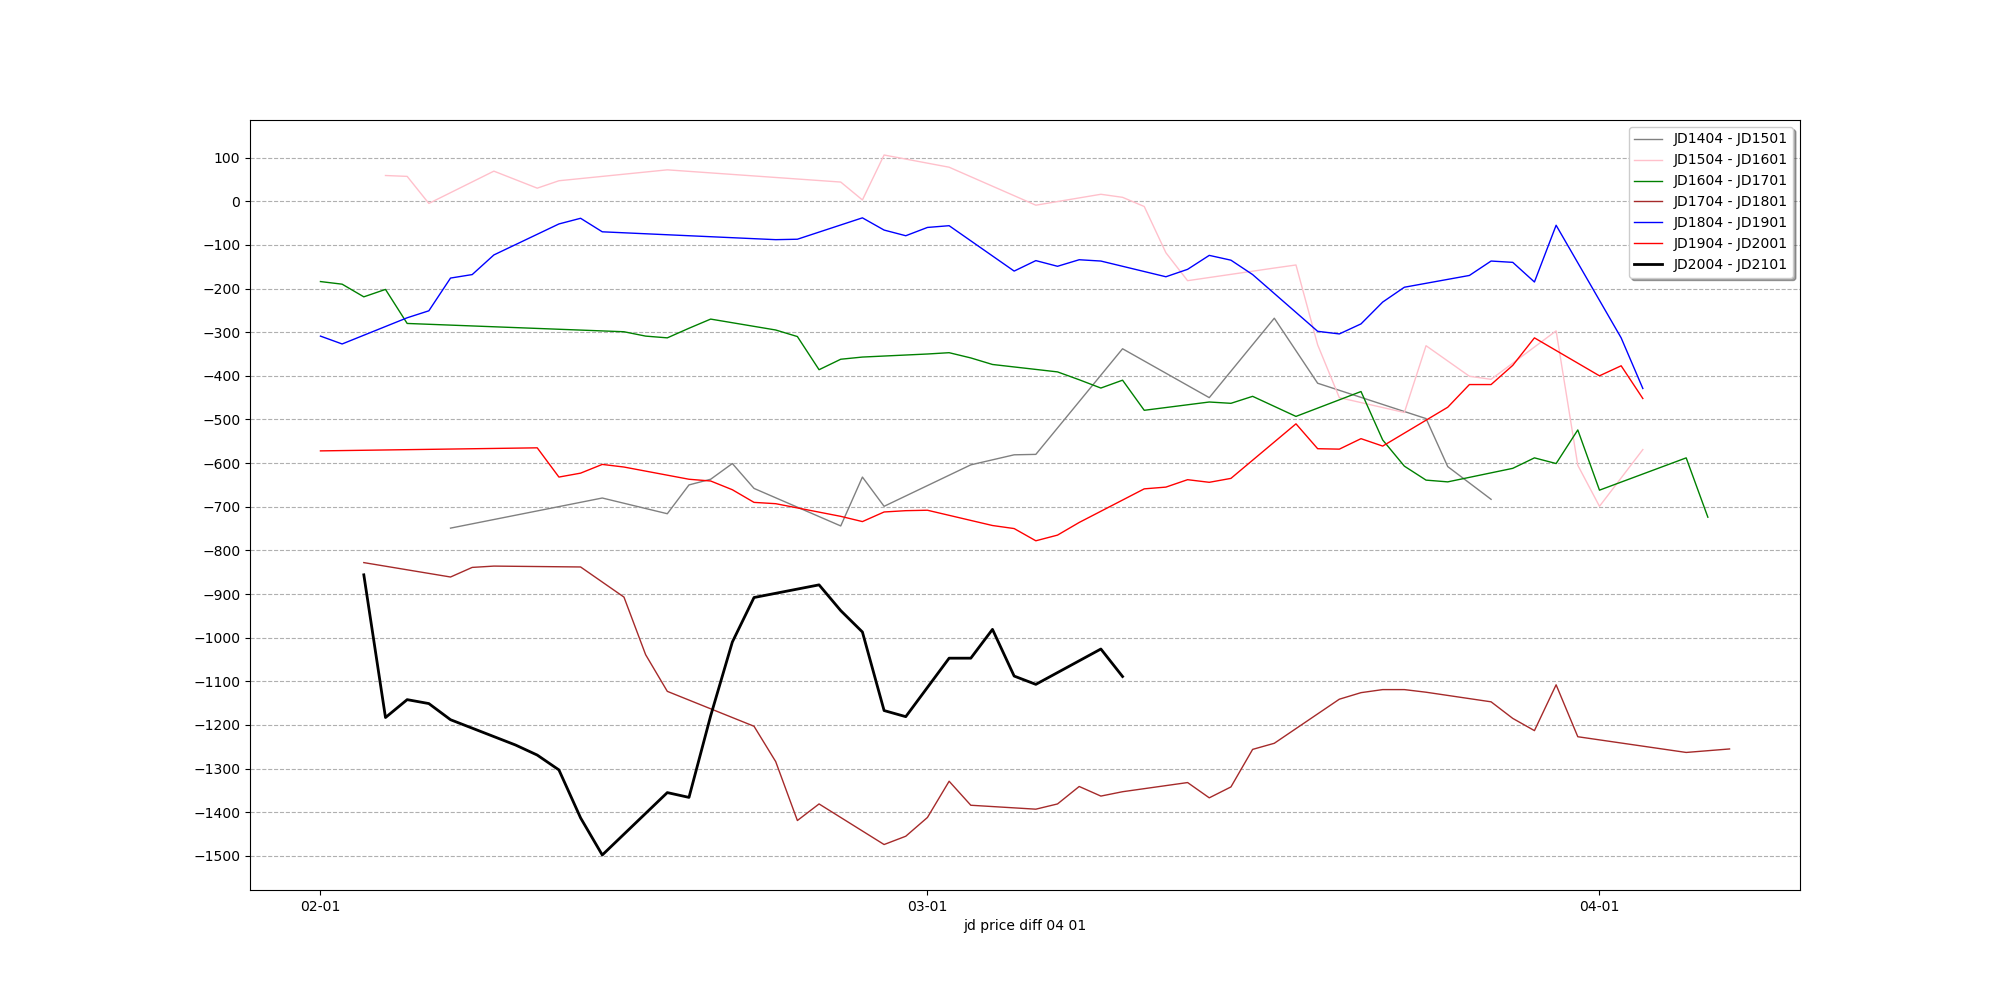 100
0
−100
−200
−300
−400
−500
−600
−700
−800
−900
−1000
−1100
−1200
−1300
−1400
−1500
JD1404 - JD1501
JD1504 - JD1601
JD1604 - JD1701
JD1704 - JD1801
JD1804 - JD1901
JD1904 - JD2001
JD2004 - JD2101
02-01
03-01
04-01
jd price diff 04 01